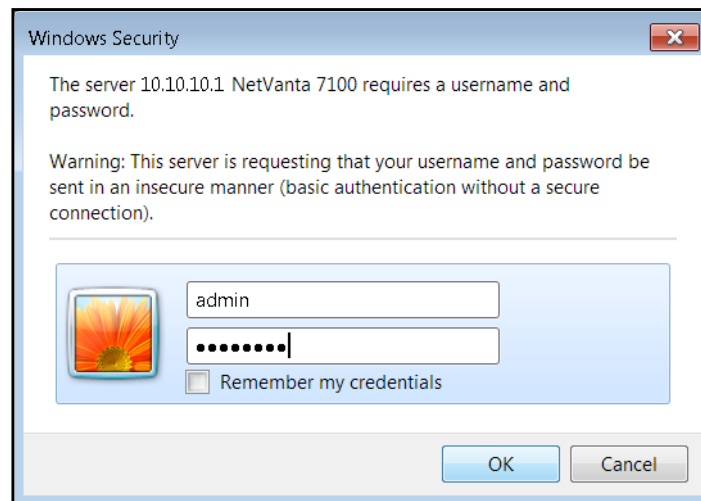 Windows Security
The server 10.10.10.1 NetVanta 7100 requires a username and
password.
Warning: This server is requesting that your username and password be
sent in an insecure manner (basic authentication without a secure
connection).
admin
●●●●●●●●
Remember my credentials
OK
Cancel